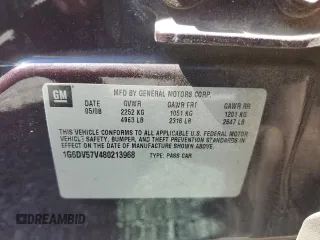 GM
MFD BY GENERAL MOTORS CORP.
DATE GVWR GAWR FRT GAWR RR
05/08 2252 KG 1051 KG 1201 KG
4963 LB 2316 LB 2647 LB
THIS VEHICLE CONFORMS TO ALL APPLICABLE U.S. FEDERAL MOTOR
VEHICLE SAFETY, BUMPER, AND THEFT PREVENTION STANDARDS
IN EFFECT ON THE DATE OF MANUFACTURE SHOWN ABOVE.
1G6DV57V480213968 TYPE: PASS CAR
DREAMBID